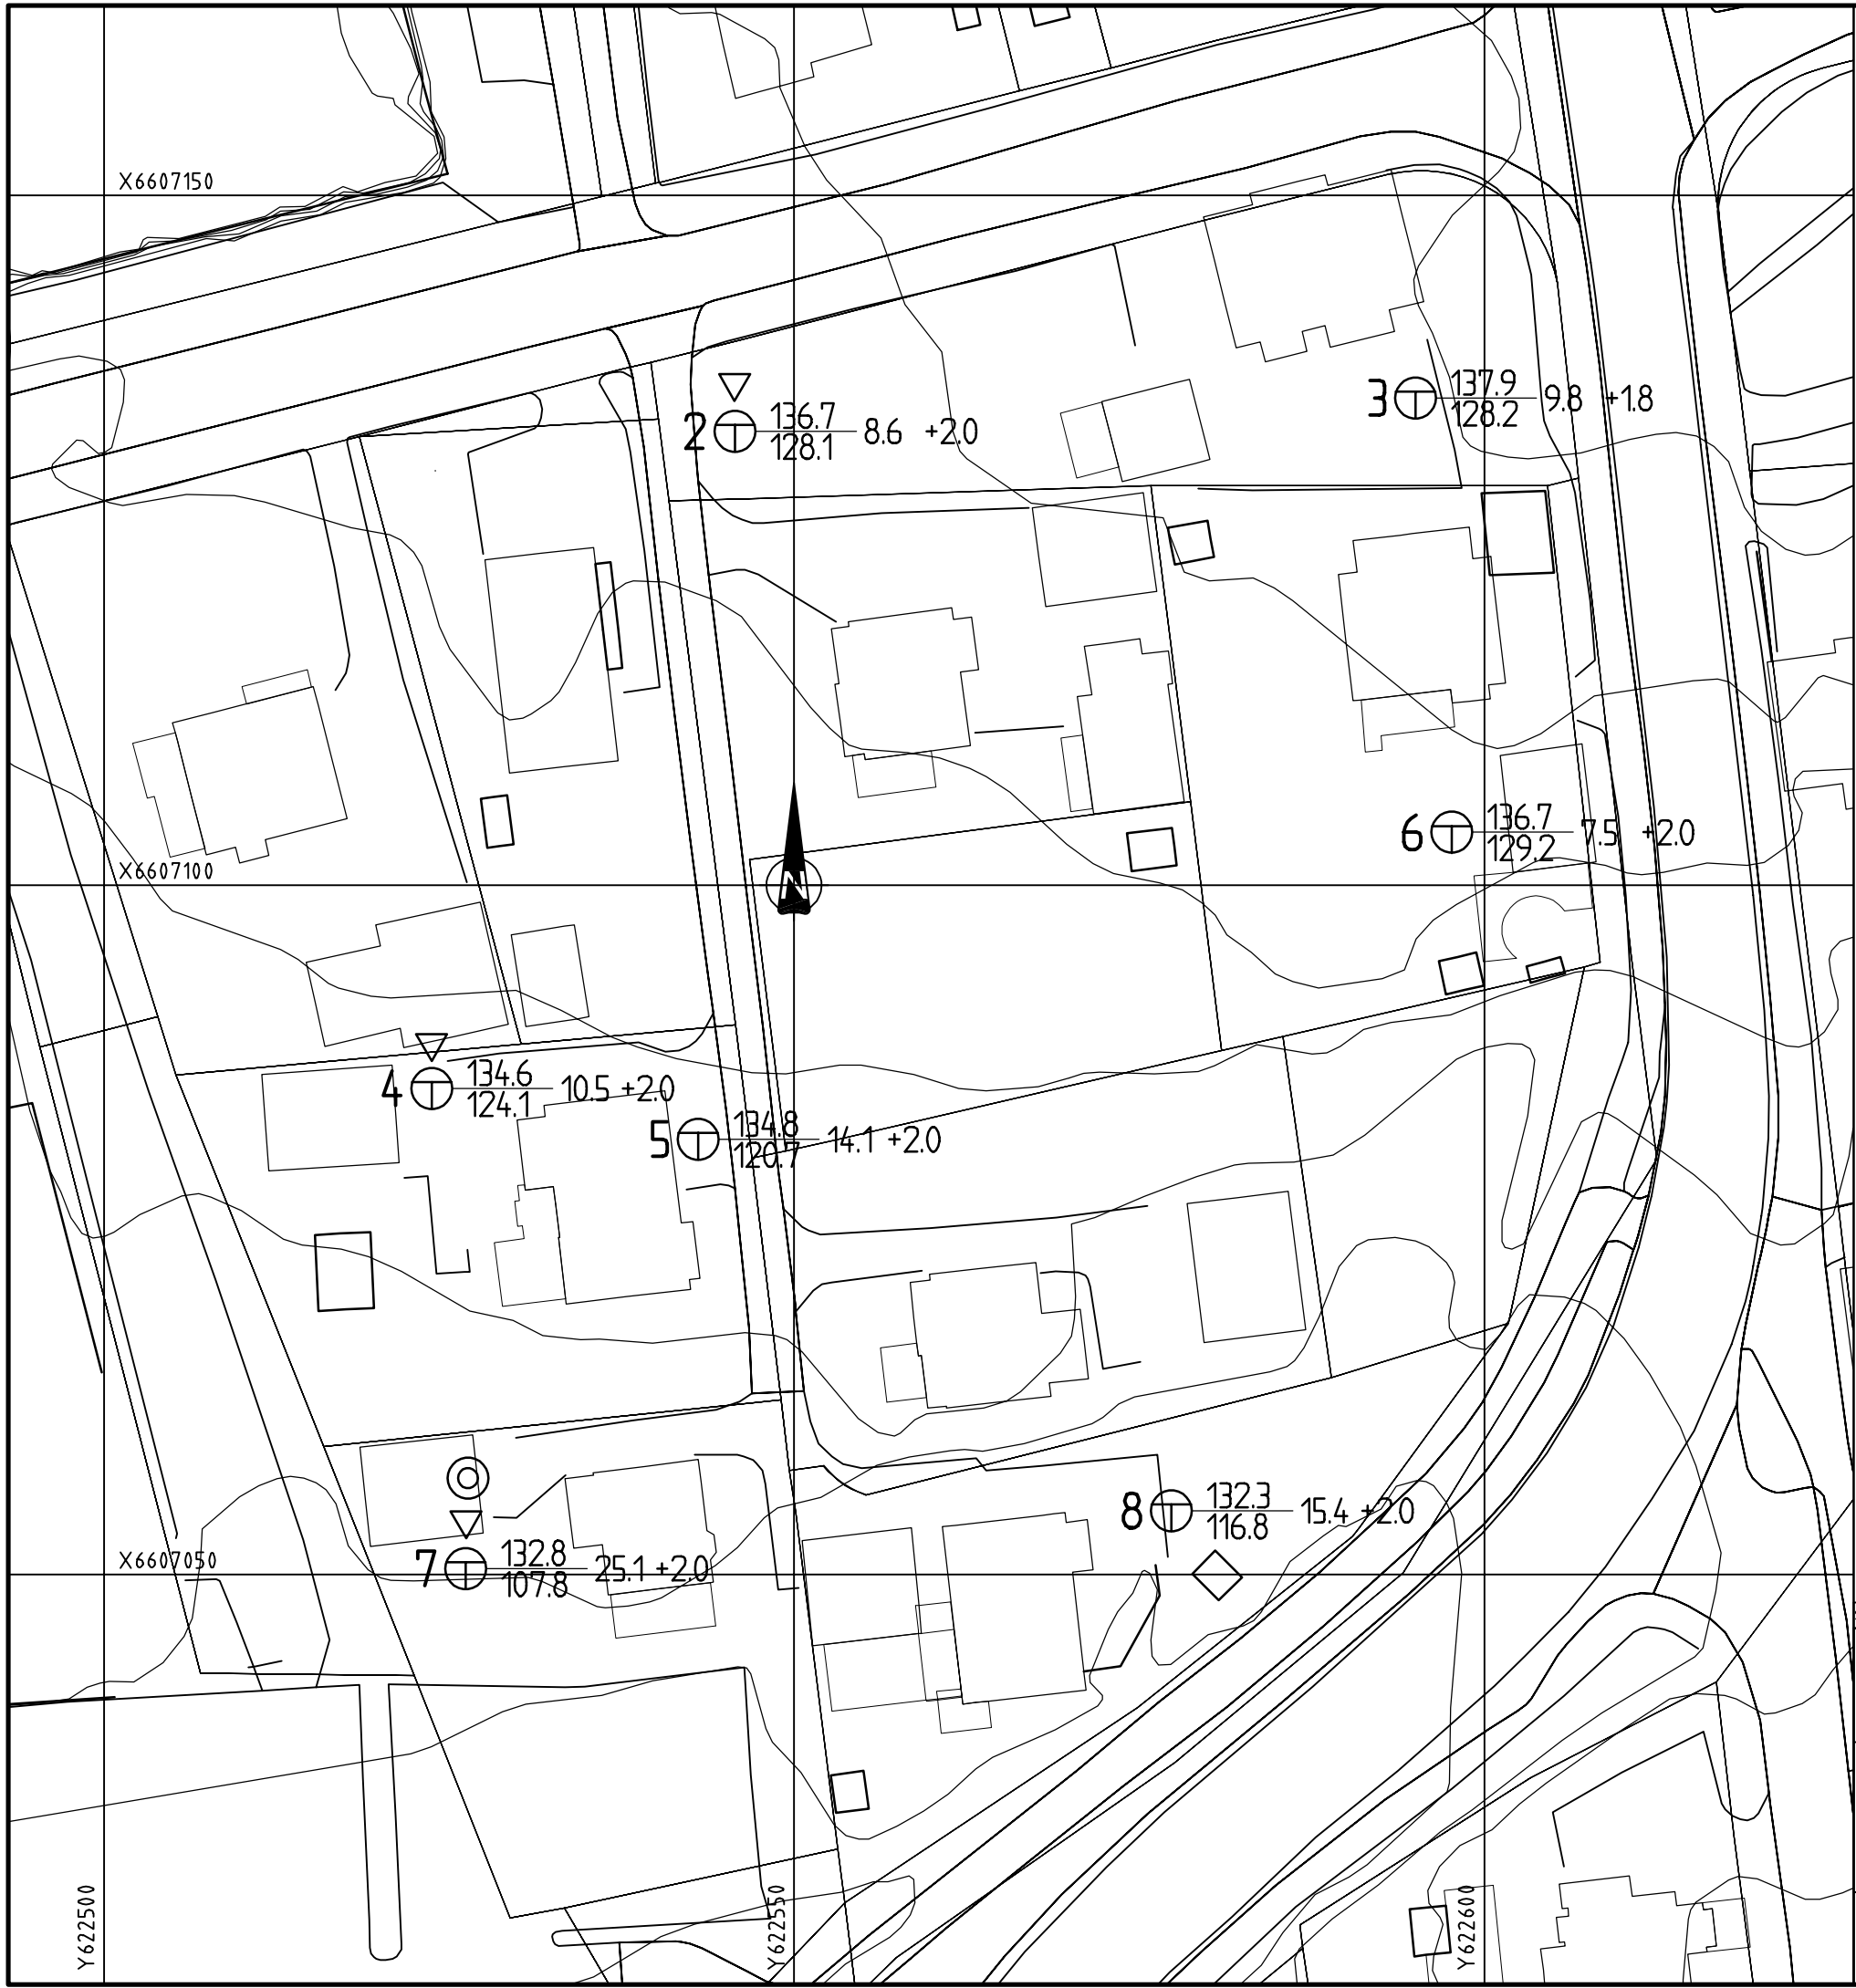 X6607150
2 136.7 8.6 +2.0
128.1
3 137.9 9.8 +1.8
128.2
6 136.7 7.5 +2.0
129.2
X6607100
N
4 134.6 10.5 +2.0
124.1
5 134.8 14.1 +2.0
120.7
8 132.3 15.4 +2.0
116.8
X6607050
7 132.8 25.1 +2.0
107.8
Y622500
Y622550
Y622600